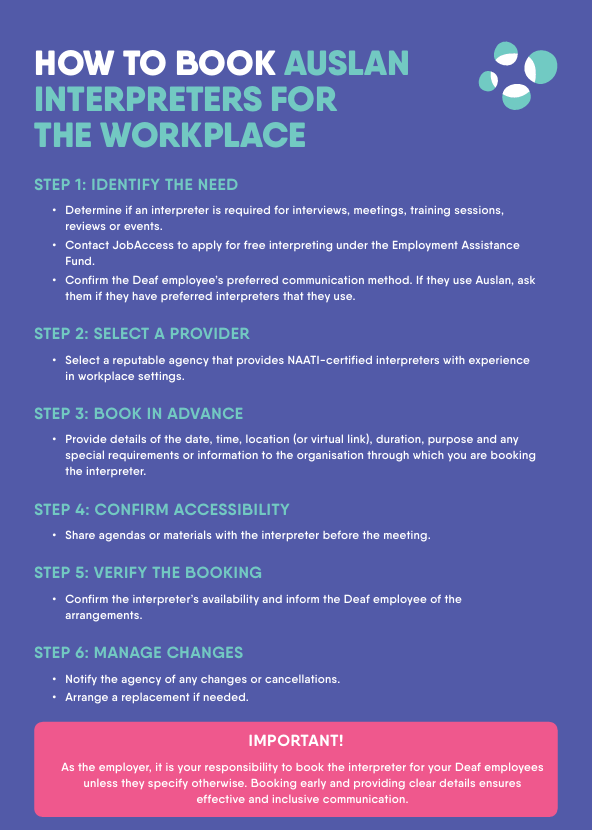 HOW TO BOOK AUSLAN
INTERPRETERS FOR
THE WORKPLACE
STEP 1: IDENTIFY THE NEED
• Determine if an interpreter is required for interviews, meetings, training sessions,
reviews or events.
• Contact JobAccess to apply for free interpreting under the Employment Assistance
Fund.
• Confirm the Deaf employee's preferred communication method. If they use Auslan, ask
them if they have preferred interpreters that they use.
STEP 2: SELECT A PROVIDER
• Select a reputable agency that provides NAATI-certified interpreters with experience
in workplace settings.
STEP 3: BOOK IN ADVANCE
• Provide details of the date, time, location (or virtual link), duration, purpose and any
special requirements or information to the organisation through which you are booking
the interpreter.
STEP 4: CONFIRM ACCESSIBILITY
• Share agendas or materials with the interpreter before the meeting.
STEP 5: VERIFY THE BOOKING
• Confirm the interpreter's availability and inform the Deaf employee of the
arrangements.
STEP 6: MANAGE CHANGES
• Notify the agency of any changes or cancellations.
• Arrange a replacement if needed.
IMPORTANT!
As the employer, it is your responsibility to book the interpreter for your Deaf employees
unless they specify otherwise. Booking early and providing clear details ensures
effective and inclusive communication.